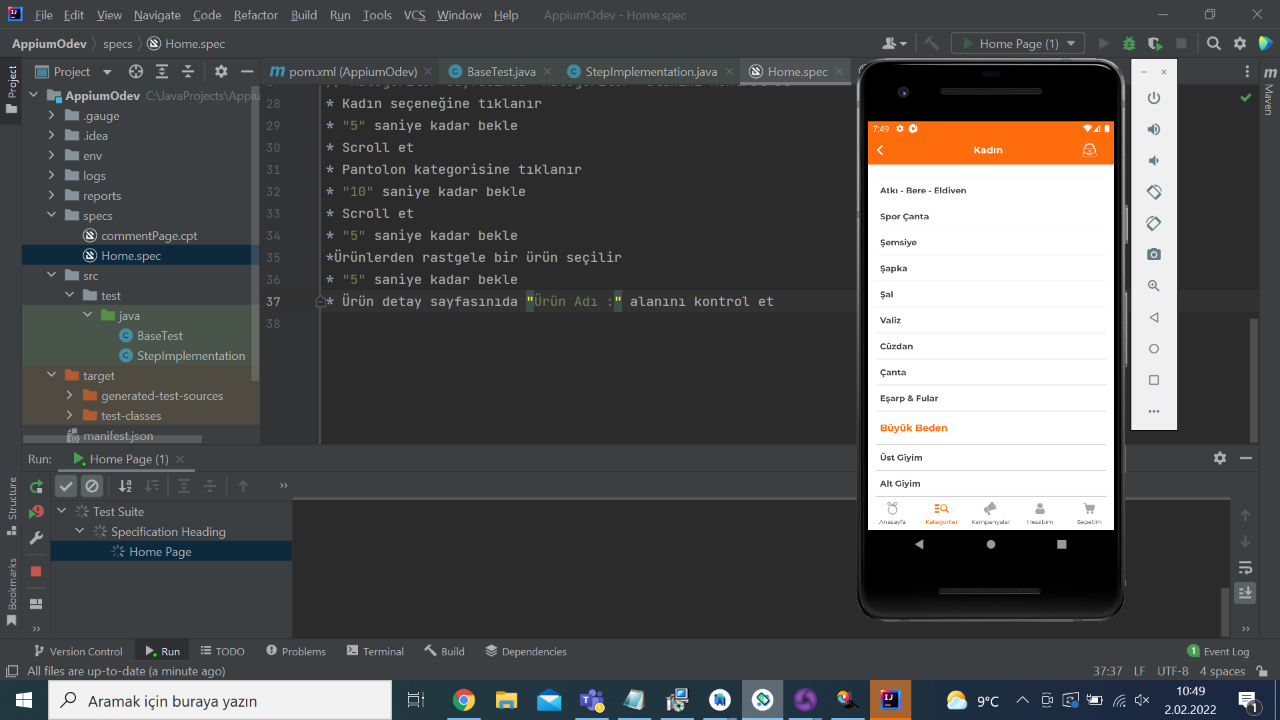 File Edit View Navigate Code Refactor Build Run Tools VCS Window Help AppiumOdev - Home.spec
AppiumOdev specs Home.spec Home Page (1)
Project
Project
pom.xml (AppiumOdev) BaseTest.java StepImplementation.java Home.spec
Maven
AppiumOdev C:\JavaProjects\Appiu
.gauge
.idea
env
logs
reports
specs
commentPage.cpt
Home.spec
src
test
java
BaseTest
StepImplementation
target
generated-test-sources
test-classes
manifest.json
28 * Kadın seçeneğine tıklanır
29 * "5" saniye kadar bekle
30 * Scroll et
31 * Pantolon kategorisine tıklanır
32 * "10" saniye kadar bekle
33 * Scroll et
34 * "5" saniye kadar bekle
35 *Ürünlerden rastgele bir ürün seçilir
36 * "5" saniye kadar bekle
37 * Ürün detay sayfasınıda "Ürün Adı :" alanını kontrol et
38
7:49
Kadın
Atkı - Bere - Eldiven
Spor Çanta
Şemsiye
Şapka
Şal
Valiz
Cüzdan
Çanta
Eşarp & Fular
Büyük Beden
Üst Giyim
Alt Giyim
Anasayfa Kategoriler Kampanyalar Hesabım Sepetim
Run: Home Page (1)
Structure
Bookmarks
Test Suite
Specification Heading
Home Page
Version Control Run TODO Problems Terminal Build Dependencies 1 Event Log
All files are up-to-date (a minute ago) 37:37 LF UTF-8 4 spaces
Aramak için buraya yazın
9°C
10:49
2.02.2022
1